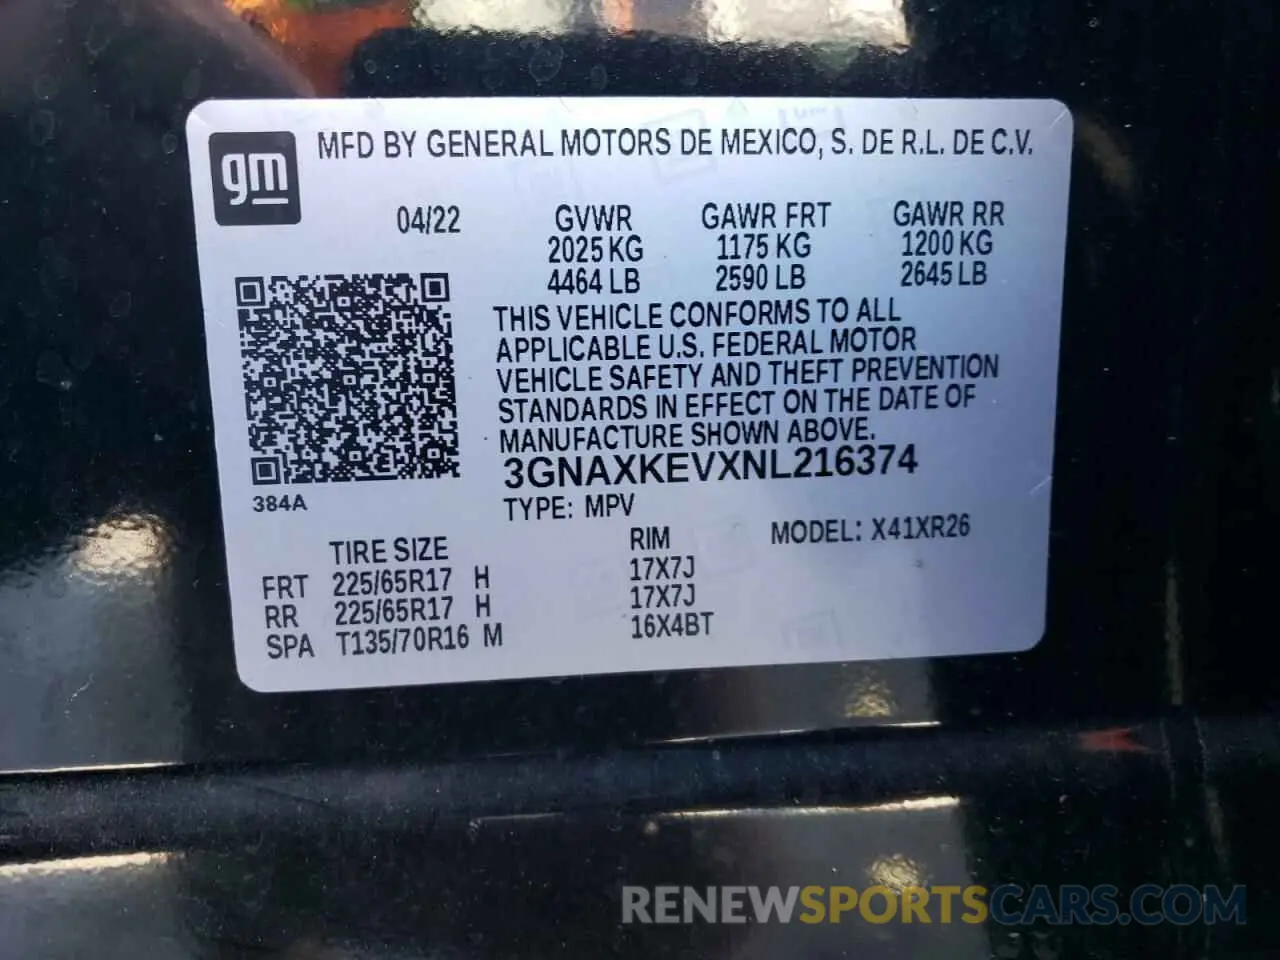 gm
MFD BY GENERAL MOTORS DE MEXICO, S. DE R.L. DE C.V.
04/22 GVWR GAWR FRT GAWR RR
2025 KG 1175 KG 1200 KG
4464 LB 2590 LB 2645 LB
THIS VEHICLE CONFORMS TO ALL
APPLICABLE U.S. FEDERAL MOTOR
VEHICLE SAFETY AND THEFT PREVENTION
STANDARDS IN EFFECT ON THE DATE OF
MANUFACTURE SHOWN ABOVE.
3GNAXKEVXNL216374
384A
TYPE: MPV
TIRE SIZE RIM MODEL: X41XR26
FRT 225/65R17 H 17X7J
RR 225/65R17 H 17X7J
SPA T135/70R16 M 16X4BT
RENEWSPORTSCARS.COM